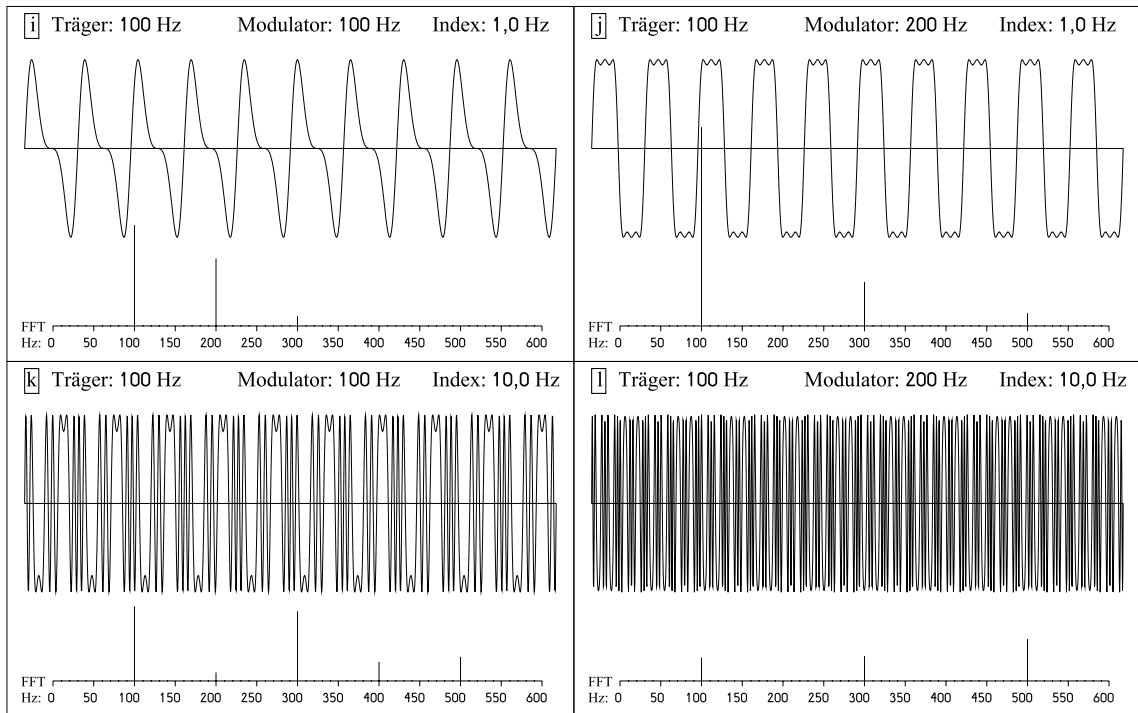 i Träger: 100 Hz Modulator: 100 Hz Index: 1,0 Hz
FFT
Hz: 0 50 100 150 200 250 300 350 400 450 500 550 600
j Träger: 100 Hz Modulator: 200 Hz Index: 1,0 Hz
FFT
Hz: 0 50 100 150 200 250 300 350 400 450 500 550 600
k Träger: 100 Hz Modulator: 100 Hz Index: 10,0 Hz
FFT
Hz: 0 50 100 150 200 250 300 350 400 450 500 550 600
l Träger: 100 Hz Modulator: 200 Hz Index: 10,0 Hz
FFT
Hz: 0 50 100 150 200 250 300 350 400 450 500 550 600